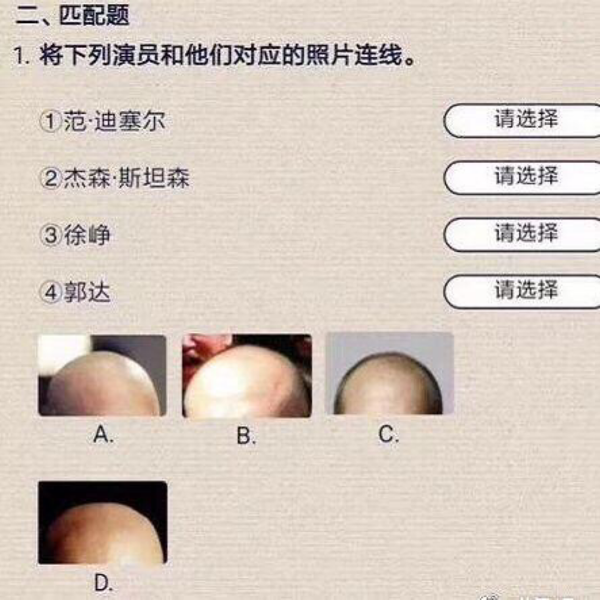 二、匹配题
1. 将下列演员和他们对应的照片连线。
①范·迪塞尔 请选择
②杰森·斯坦森 请选择
③徐峥 请选择
④郭达 请选择
A. B. C.
D.